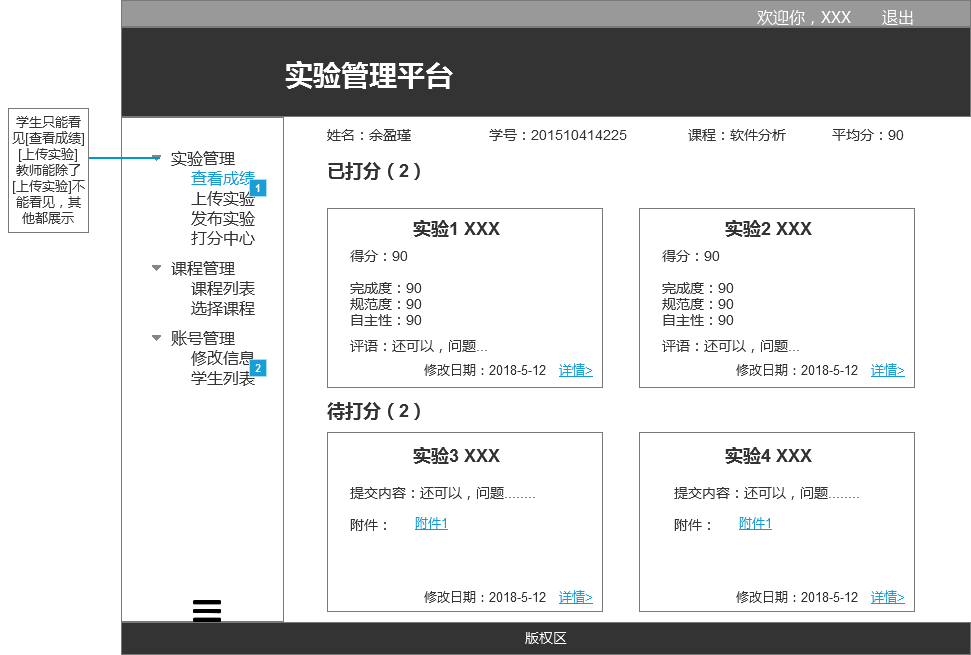 欢迎你，XXX 退出
实验管理平台
学生只能看
见[查看成绩]
[上传实验]
教师能除了
[上传实验]不
能看见，其
他都展示
实验管理
查看成绩
1
上传实验
发布实验
打分中心
课程管理
课程列表
选择课程
账号管理
修改信息
2
学生列表
姓名：余盈瑾 学号：201510414225 课程：软件分析 平均分：90
已打分（2）
实验1 XXX
得分：90
完成度：90
规范度：90
自主性：90
评语：还可以，问题...
修改日期：2018-5-12 详情>
实验2 XXX
得分：90
完成度：90
规范度：90
自主性：90
评语：还可以，问题...
修改日期：2018-5-12 详情>
待打分（2）
实验3 XXX
提交内容：还可以，问题........
附件： 附件1
修改日期：2018-5-12 详情>
实验4 XXX
提交内容：还可以，问题........
附件： 附件1
修改日期：2018-5-12 详情>
版权区